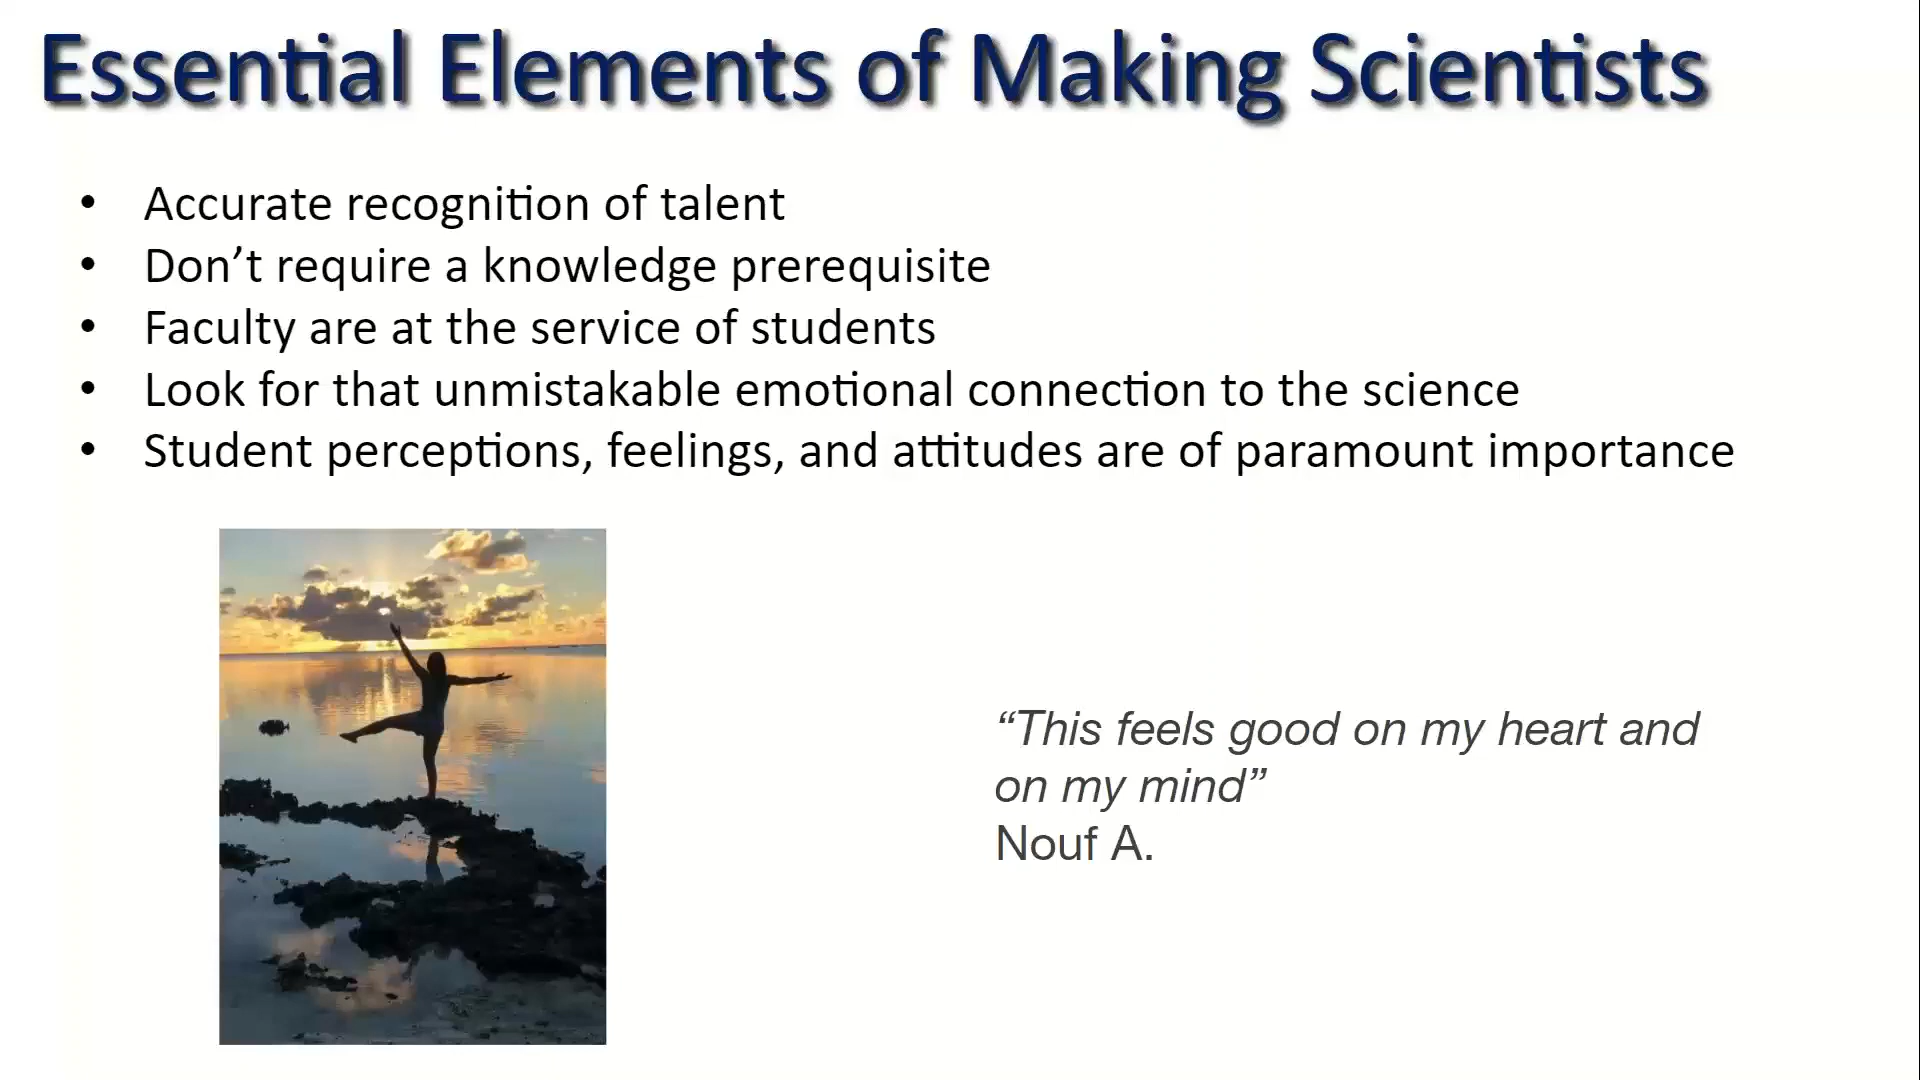 Essential Elements of Making Scientists
• Accurate recognition of talent
• Don’t require a knowledge prerequisite
• Faculty are at the service of students
• Look for that unmistakable emotional connection to the science
• Student perceptions, feelings, and attitudes are of paramount importance
“This feels good on my heart and
on my mind”
Nouf A.